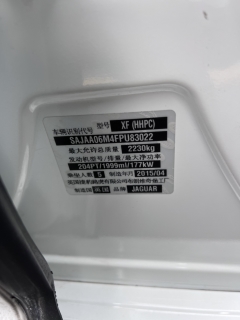 型号 XF (HHPC)
车辆识别代号
SAJAA06M4FPU83022
最大允许总质量 2230kg
发动机型号/排量/最大净功率
204PT/1999ml/177kW
乘坐人数 5 制造年月 2015/04
制造国 英国 品牌 JAGUAR